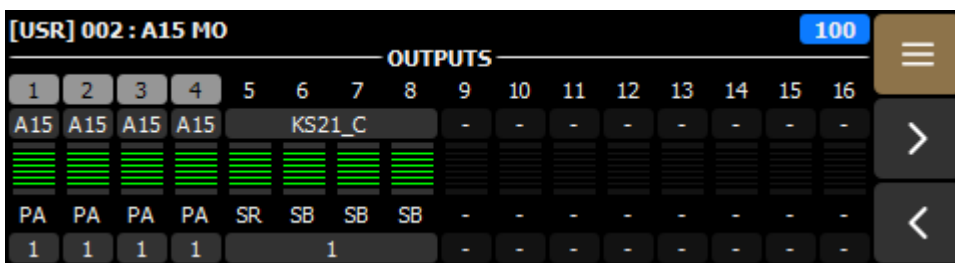 [USR] 002 : A15 MO 100
OUTPUTS
1 2 3 4 5 6 7 8 9 10 11 12 13 14 15 16
A15 A15 A15 A15 KS21_C - - - - - - - -
PA PA PA PA SR SB SB SB - - - - - - - -
1 1 1 1 1 - - - - - - - -